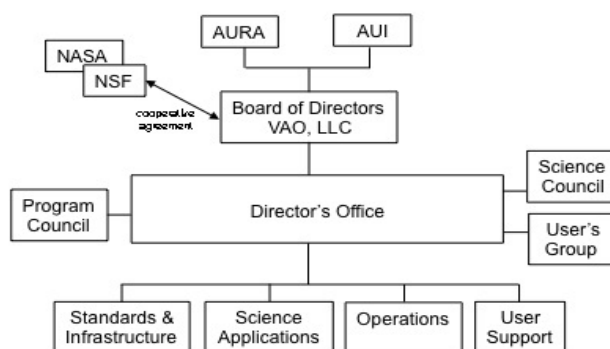 AURA
AUI
NASA
NSF
cooperative
agreement
Board of Directors
VAO, LLC
Science
Council
Program
Council
Director's Office
User's
Group
Standards &
Infrastructure
Science
Applications
Operations
User
Support